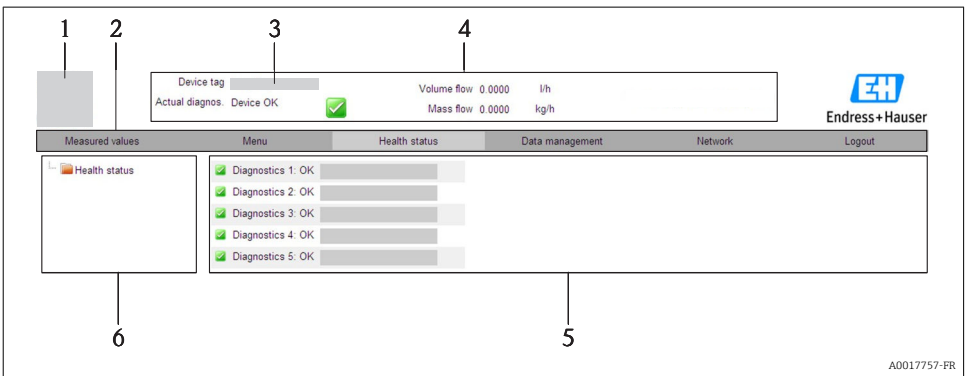 1 2 3 4
Device tag
Volume flow 0.0000 l/h
Actual diagnos. Device OK
Mass flow 0.0000 kg/h
EH
Endress+Hauser
Measured values Menu Health status Data management Network Logout
Health status
Diagnostics 1: OK
Diagnostics 2: OK
Diagnostics 3: OK
Diagnostics 4: OK
Diagnostics 5: OK
6 5
A0017757-FR